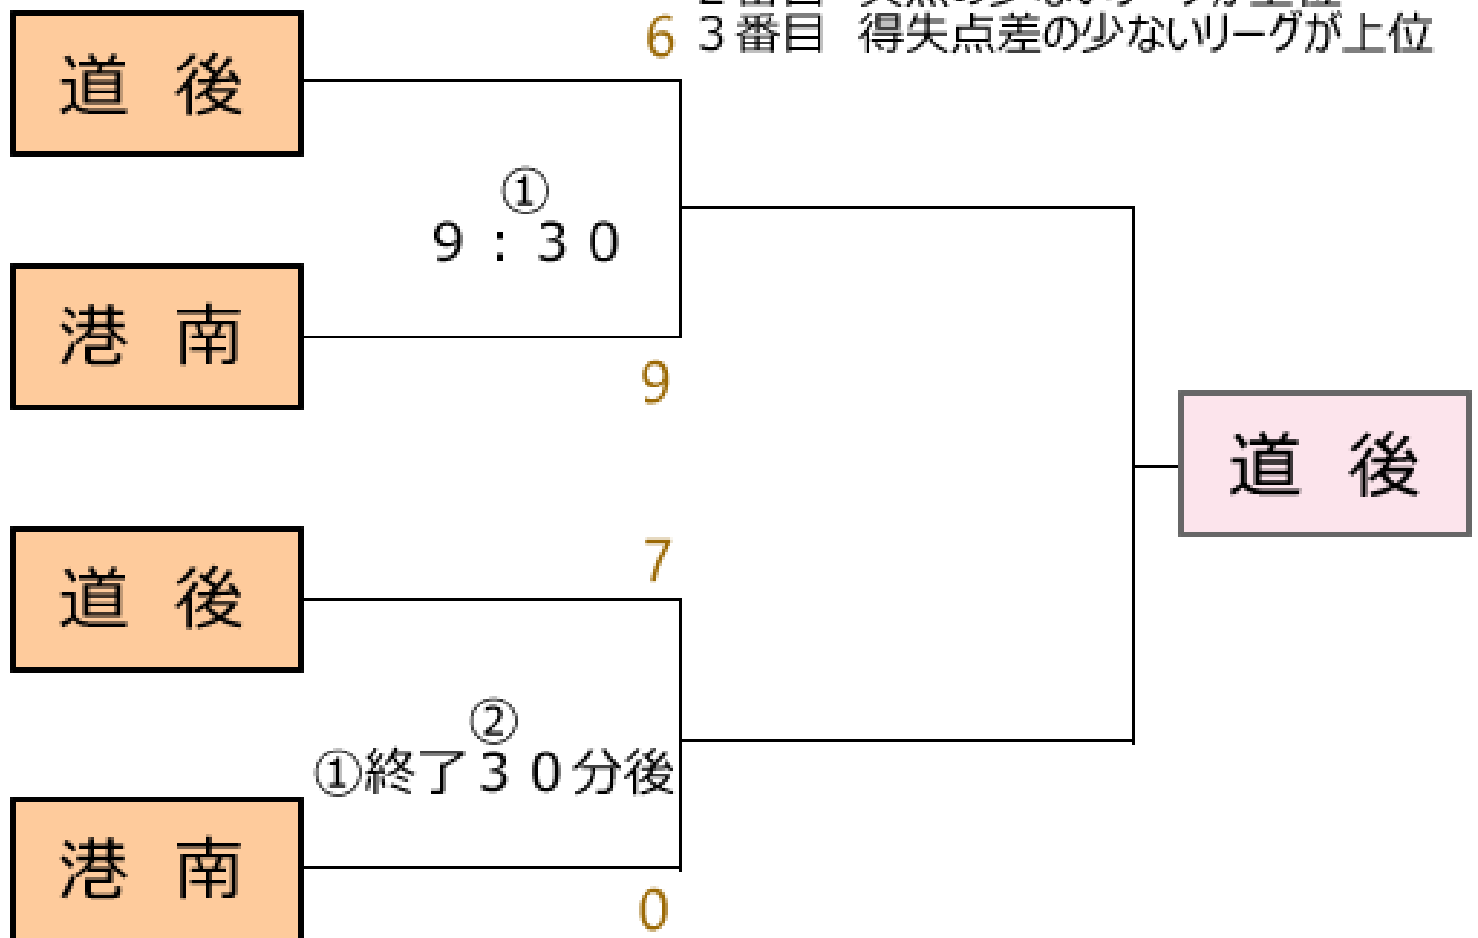 6
3番目 得失点差の少ないリーグが上位
道 後
①
9:30
港 南
9
道 後
7
道 後
②
①終了30分後
港 南
0